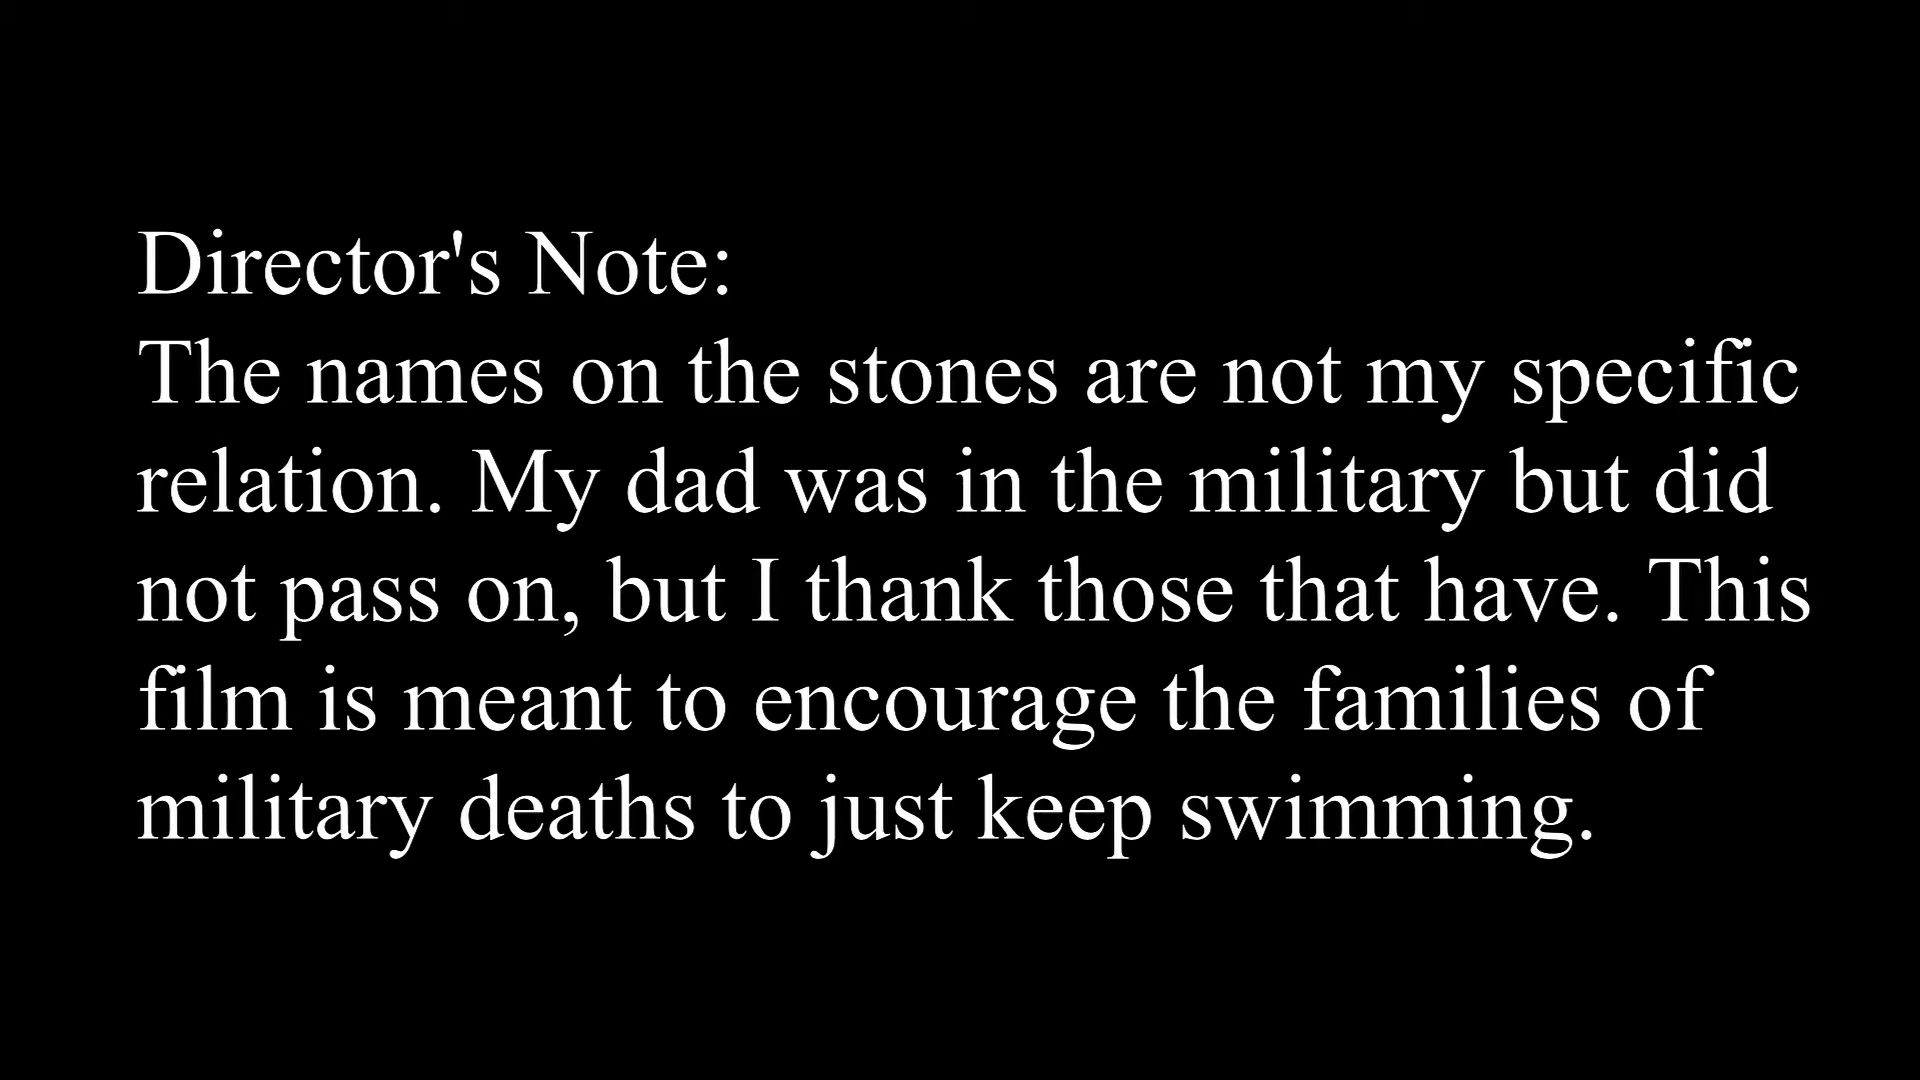 Director's Note:
The names on the stones are not my specific
relation. My dad was in the military but did
not pass on, but I thank those that have. This
film is meant to encourage the families of
military deaths to just keep swimming.